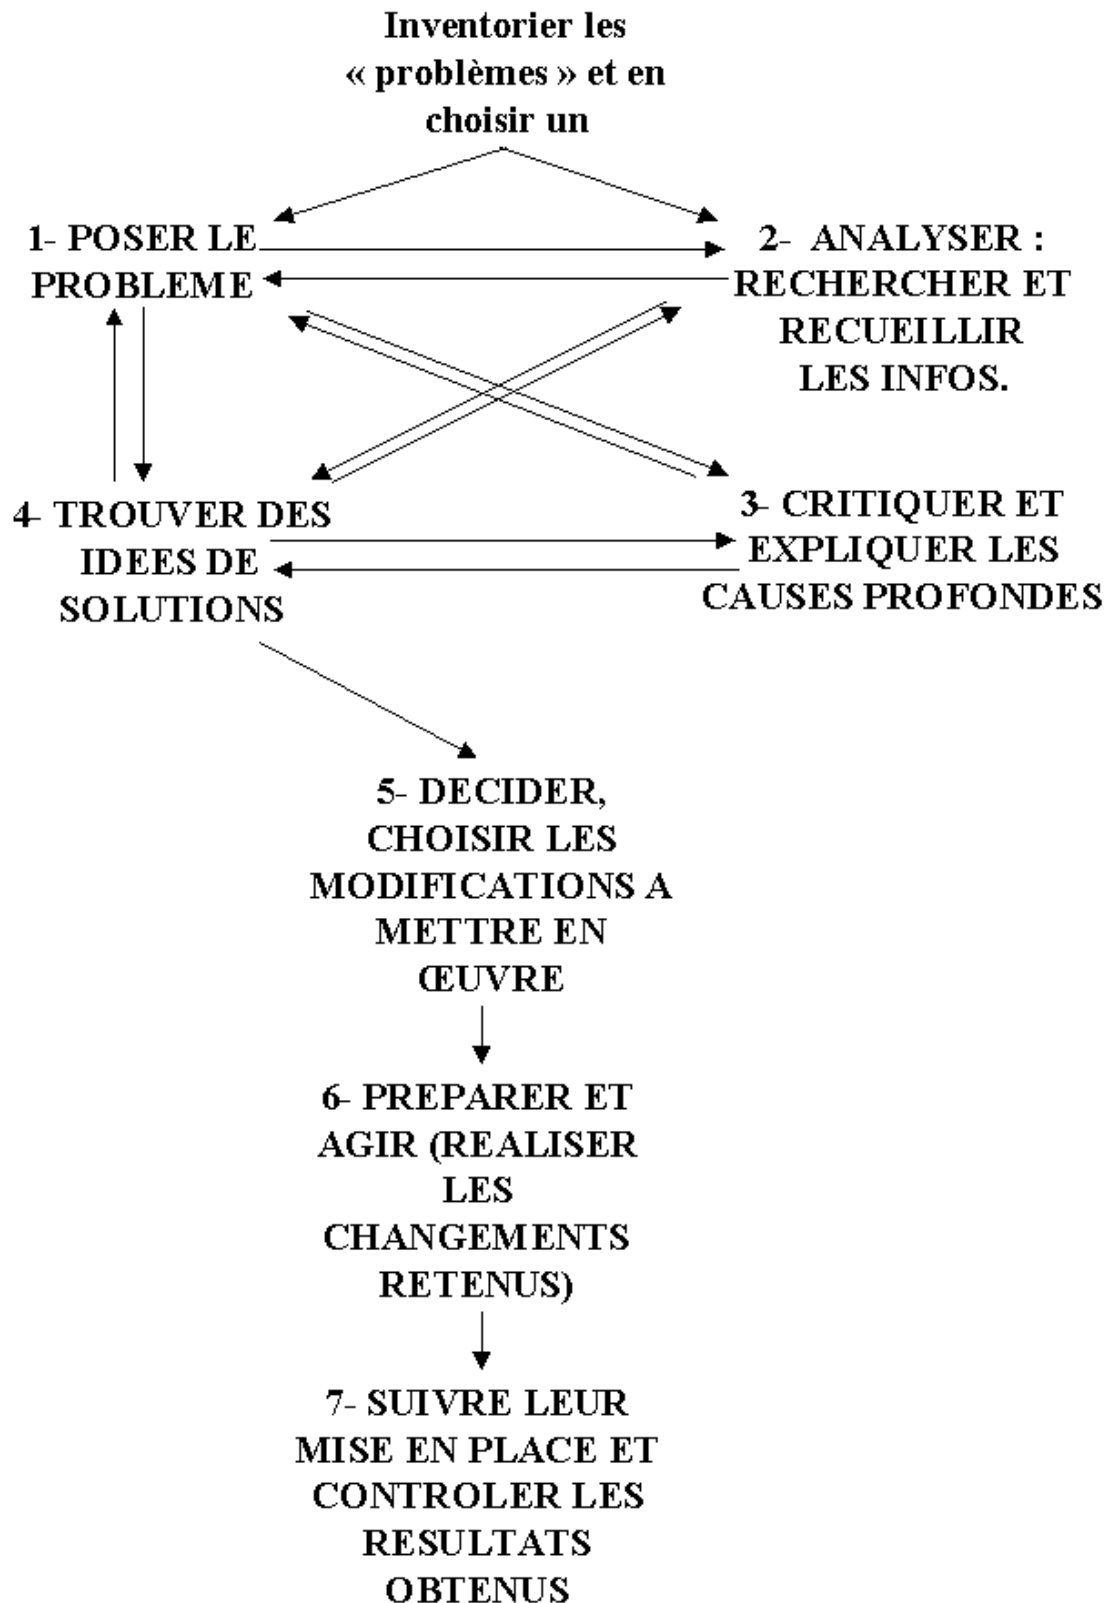 Inventorier les
« problèmes » et en
choisir un
1- POSER LE
PROBLEME
2-  ANALYSER :
RECHERCHER ET
RECUEILLIR
LES INFOS.
4- TROUVER DES
IDEES DE
SOLUTIONS
3- CRITIQUER ET
EXPLIQUER LES
CAUSES PROFONDES
5- DECIDER,
CHOISIR LES
MODIFICATIONS A
METTRE EN
ŒUVRE
6- PREPARER ET
AGIR (REALISER
LES
CHANGEMENTS
RETENUS)
7- SUIVRE LEUR
MISE EN PLACE ET
CONTROLER LES
RESULTATS
OBTENUS